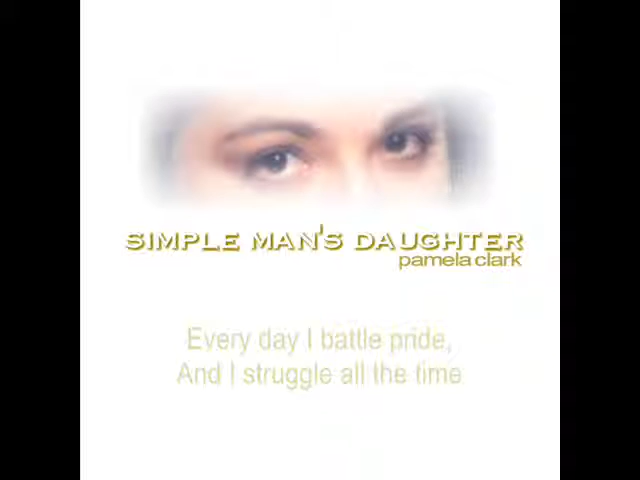 SIMPLE MAN'S DAUGHTER
pamela clark
Every day I battle pride,
And I struggle all the time